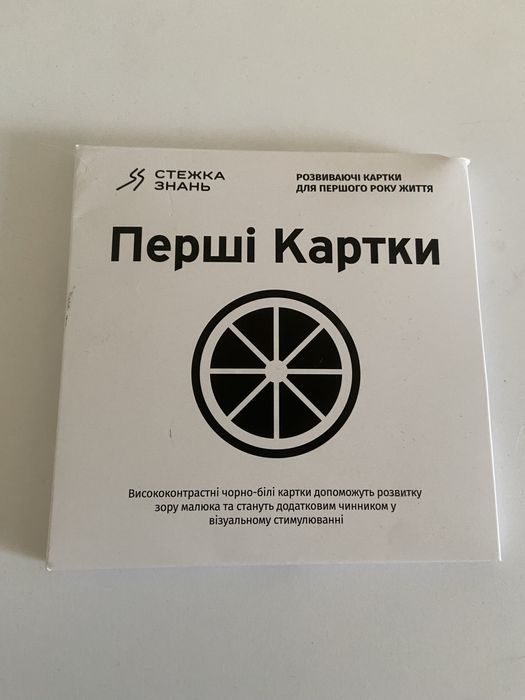 СТЕЖКА
ЗНАНЬ
РОЗВИВАЮЧІ КАРТКИ
ДЛЯ ПЕРШОГО РОКУ ЖИТТЯ
Перші Картки
Висококонтрастні чорно-білі картки допоможуть розвитку
зору малюка та стануть додатковим чинником у
візуальному стимулюванні